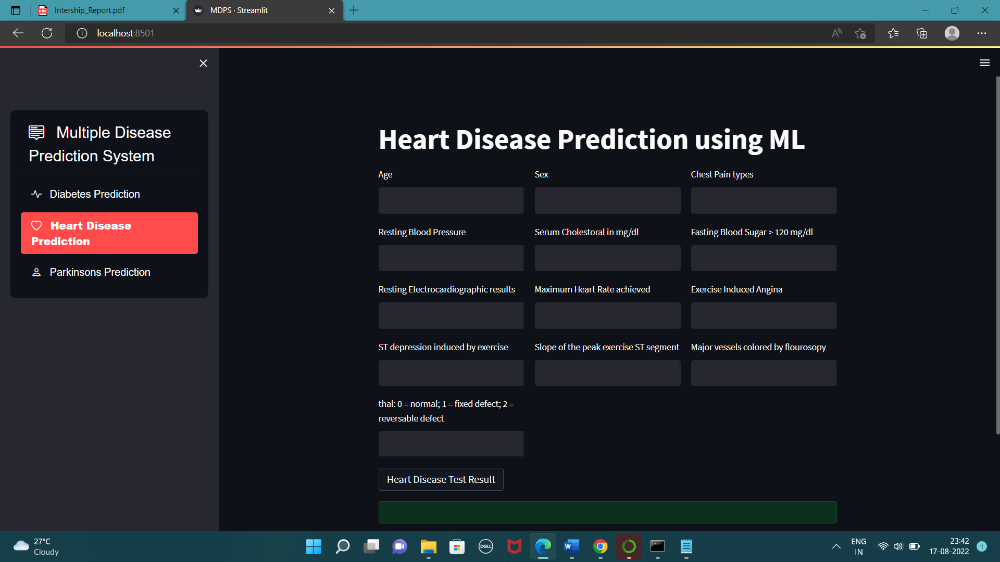 Intership_Report.pdf
MDPS · Streamlit
localhost:8501
Multiple Disease
Prediction System
Diabetes Prediction
Heart Disease
Prediction
Parkinsons Prediction
Heart Disease Prediction using ML
Age Sex Chest Pain types
Resting Blood Pressure Serum Cholestoral in mg/dl Fasting Blood Sugar > 120 mg/dl
Resting Electrocardiographic results Maximum Heart Rate achieved Exercise Induced Angina
ST depression induced by exercise Slope of the peak exercise ST segment Major vessels colored by flourosopy
thal: 0 = normal; 1 = fixed defect; 2 =
reversable defect
Heart Disease Test Result
27°C
Cloudy
DELL
W
ENG
IN
23:42
17-08-2022
1